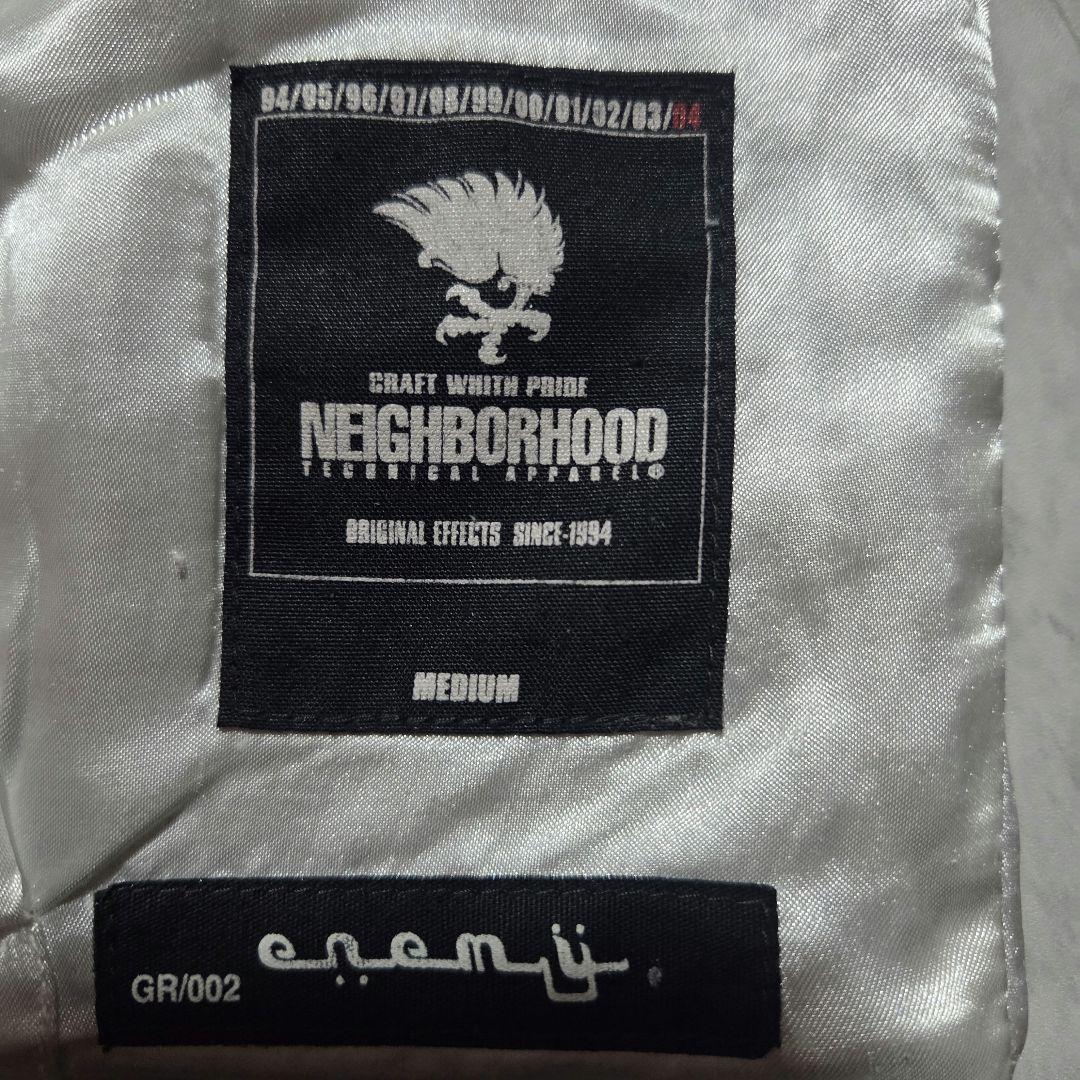 94/95/96/97/98/99/00/01/02/03/04
CRAFT WHITH PRIDE
NEIGHBORHOOD
TECHNICAL APPAREL®
ORIGINAL EFFECTS SINCE-1994
MEDIUM
GR/002 enemy